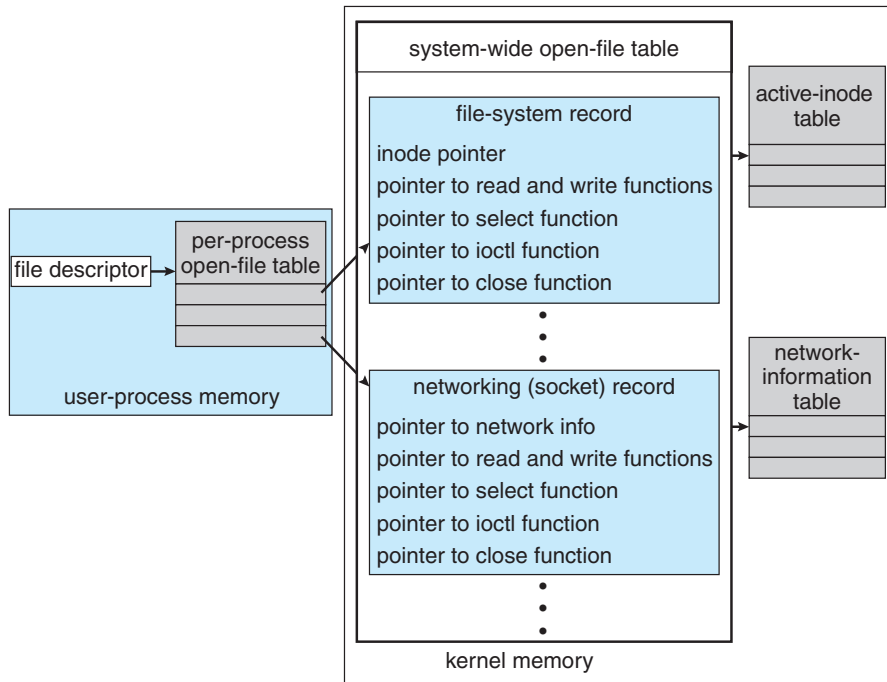 system-wide open-file table
file-system record
inode pointer
pointer to read and write functions
pointer to select function
pointer to ioctl function
pointer to close function
active-inode
table
per-process
open-file table
file descriptor
user-process memory
networking (socket) record
pointer to network info
pointer to read and write functions
pointer to select function
pointer to ioctl function
pointer to close function
network-
information
table
kernel memory